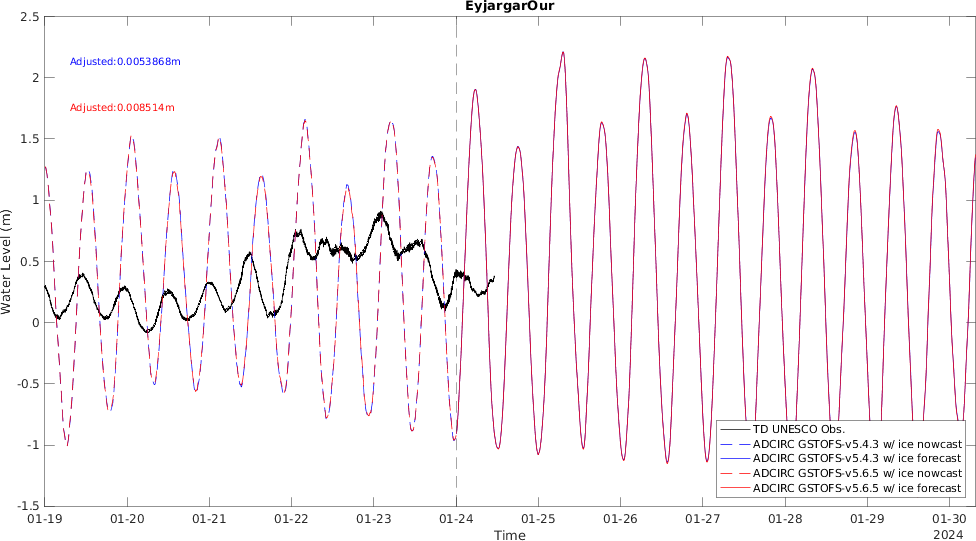 EyjargarOur
2.5
2
1.5
1
0.5
0
-0.5
-1
-1.5
Water Level (m)
Adjusted:0.0053868m
Adjusted:0.008514m
TD UNESCO Obs.
ADCIRC GSTOFS-v5.4.3 w/ ice nowcast
ADCIRC GSTOFS-v5.4.3 w/ ice forecast
ADCIRC GSTOFS-v5.6.5 w/ ice nowcast
ADCIRC GSTOFS-v5.6.5 w/ ice forecast
01-19 01-20 01-21 01-22 01-23 01-24 01-25 01-26 01-27 01-28 01-29 01-30
Time
2024